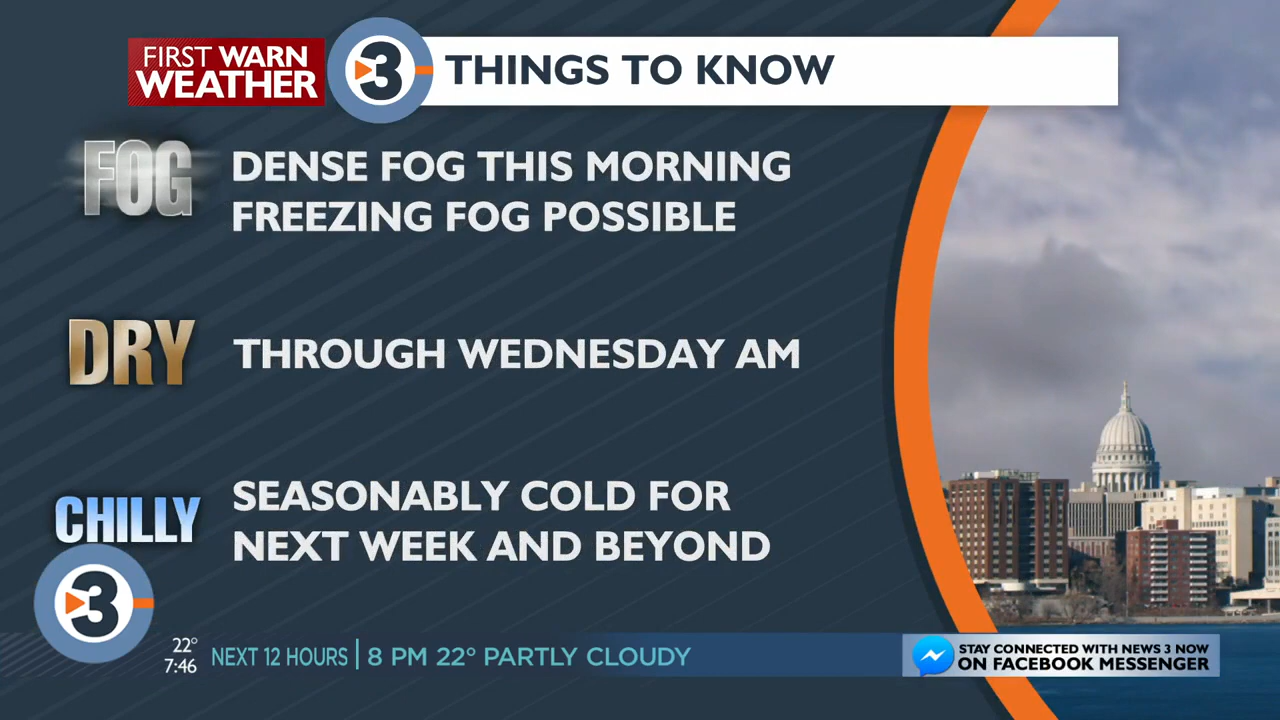 FIRST WARN
WEATHER
3 THINGS TO KNOW
FOG
DENSE FOG THIS MORNING
FREEZING FOG POSSIBLE
DRY
THROUGH WEDNESDAY AM
CHILLY
SEASONABLY COLD FOR
NEXT WEEK AND BEYOND
3
22°
7:46
NEXT 12 HOURS | 8 PM 22° PARTLY CLOUDY
STAY CONNECTED WITH NEWS 3 NOW
ON FACEBOOK MESSENGER